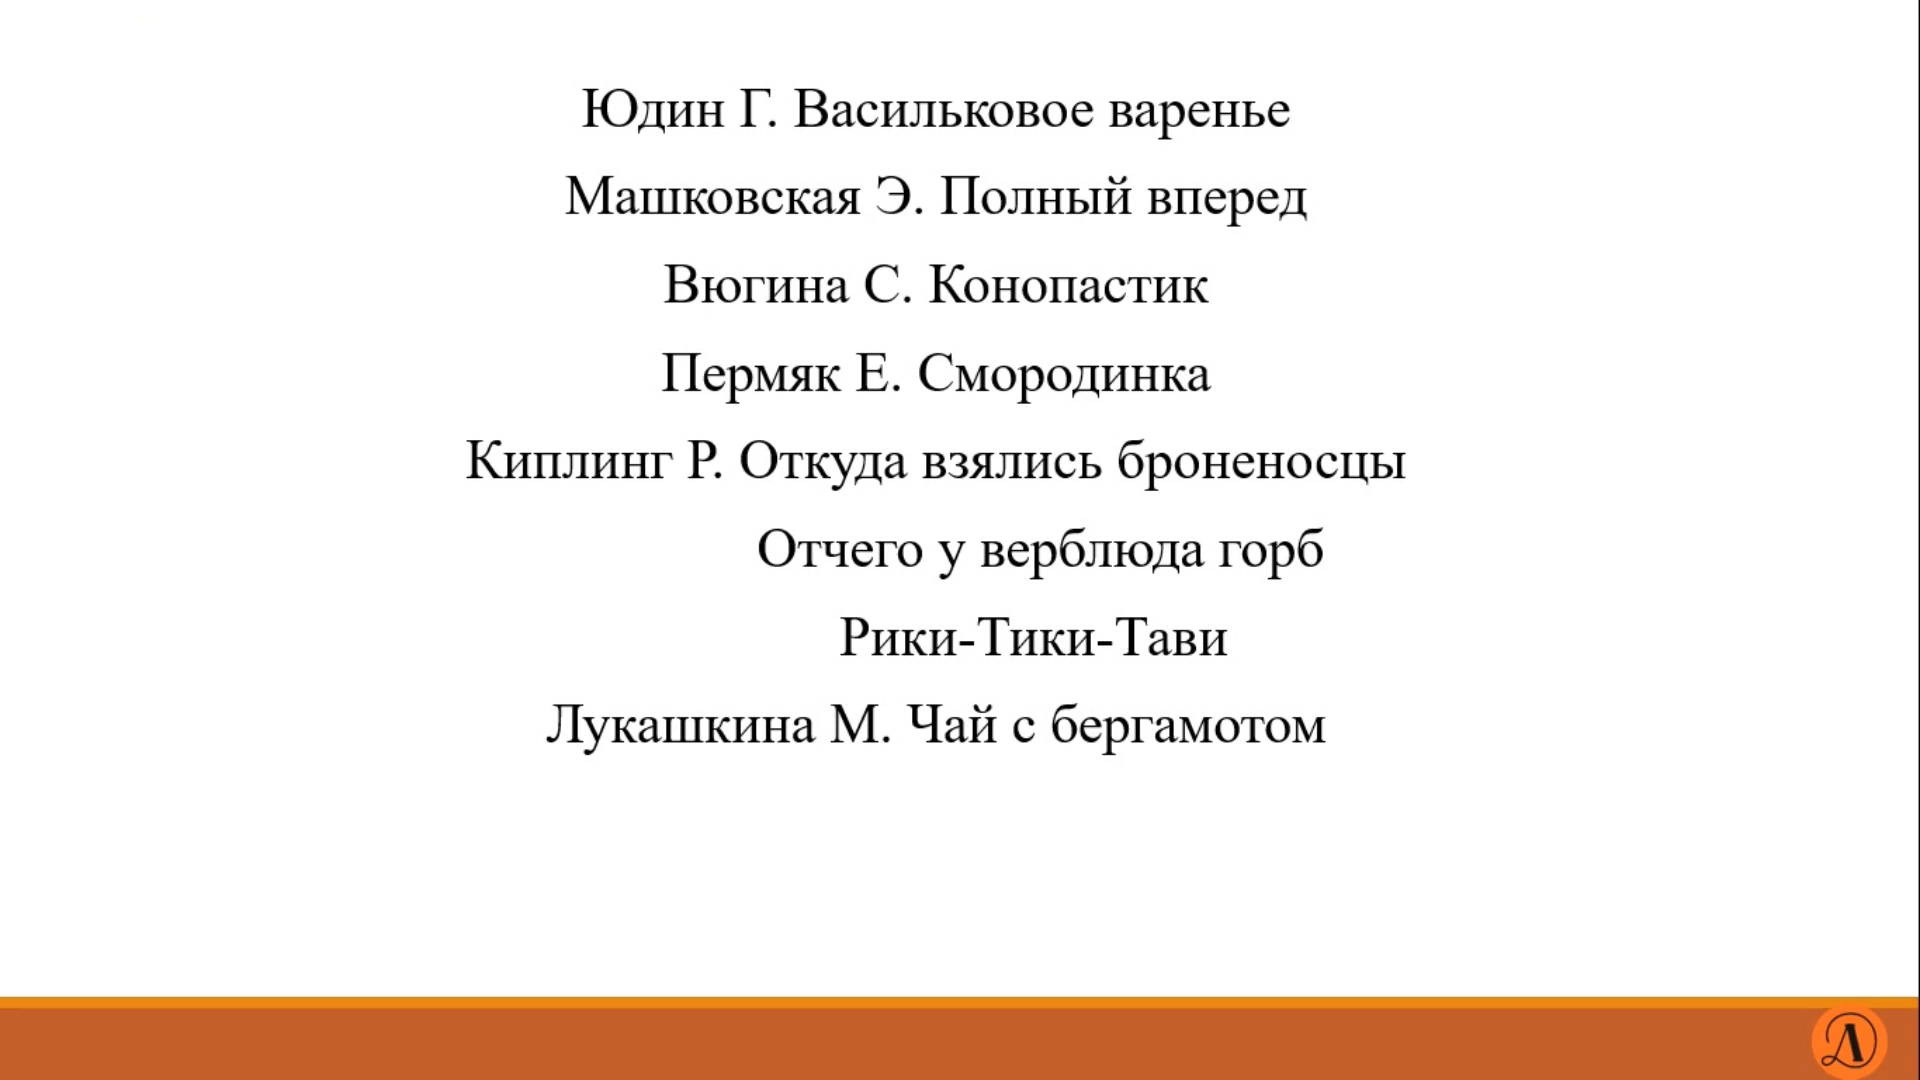 Юдин Г. Васильковое варенье
Машковская Э. Полный вперед
Вюгина С. Конопастик
Пермяк Е. Смородинка
Киплинг Р. Откуда взялись броненосцы
Отчего у верблюда горб
Рики-Тики-Тави
Лукашкина М. Чай с бергамотом
Л